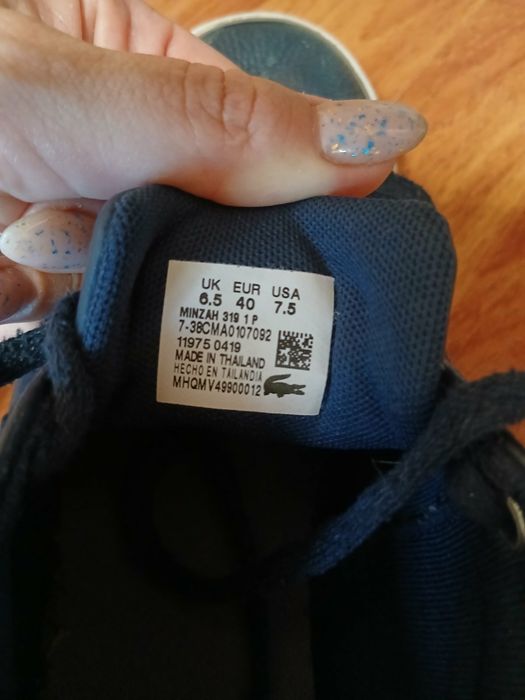 UK EUR USA
6.5 40 7.5
MINZAH 319 1 P
7-38CMA0107092
11975 0419
MADE IN THAILAND
HECHO EN TAILANDIA
MHQMV49900012